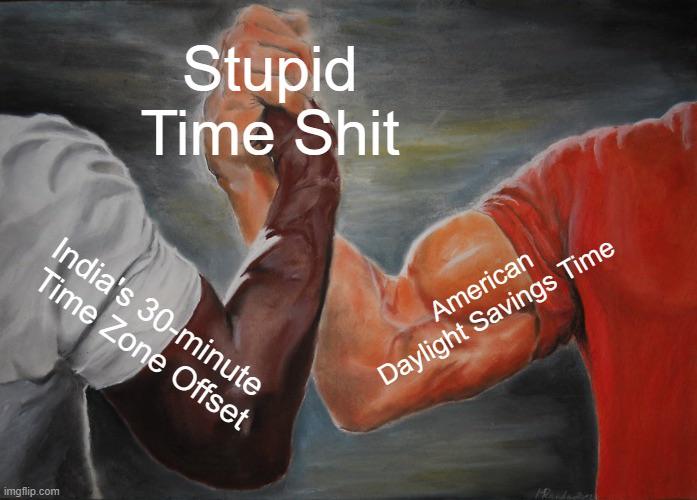 Stupid
Time Shit
India's 30-minute
Time Zone Offset
American
Daylight Savings Time
imgflip.com